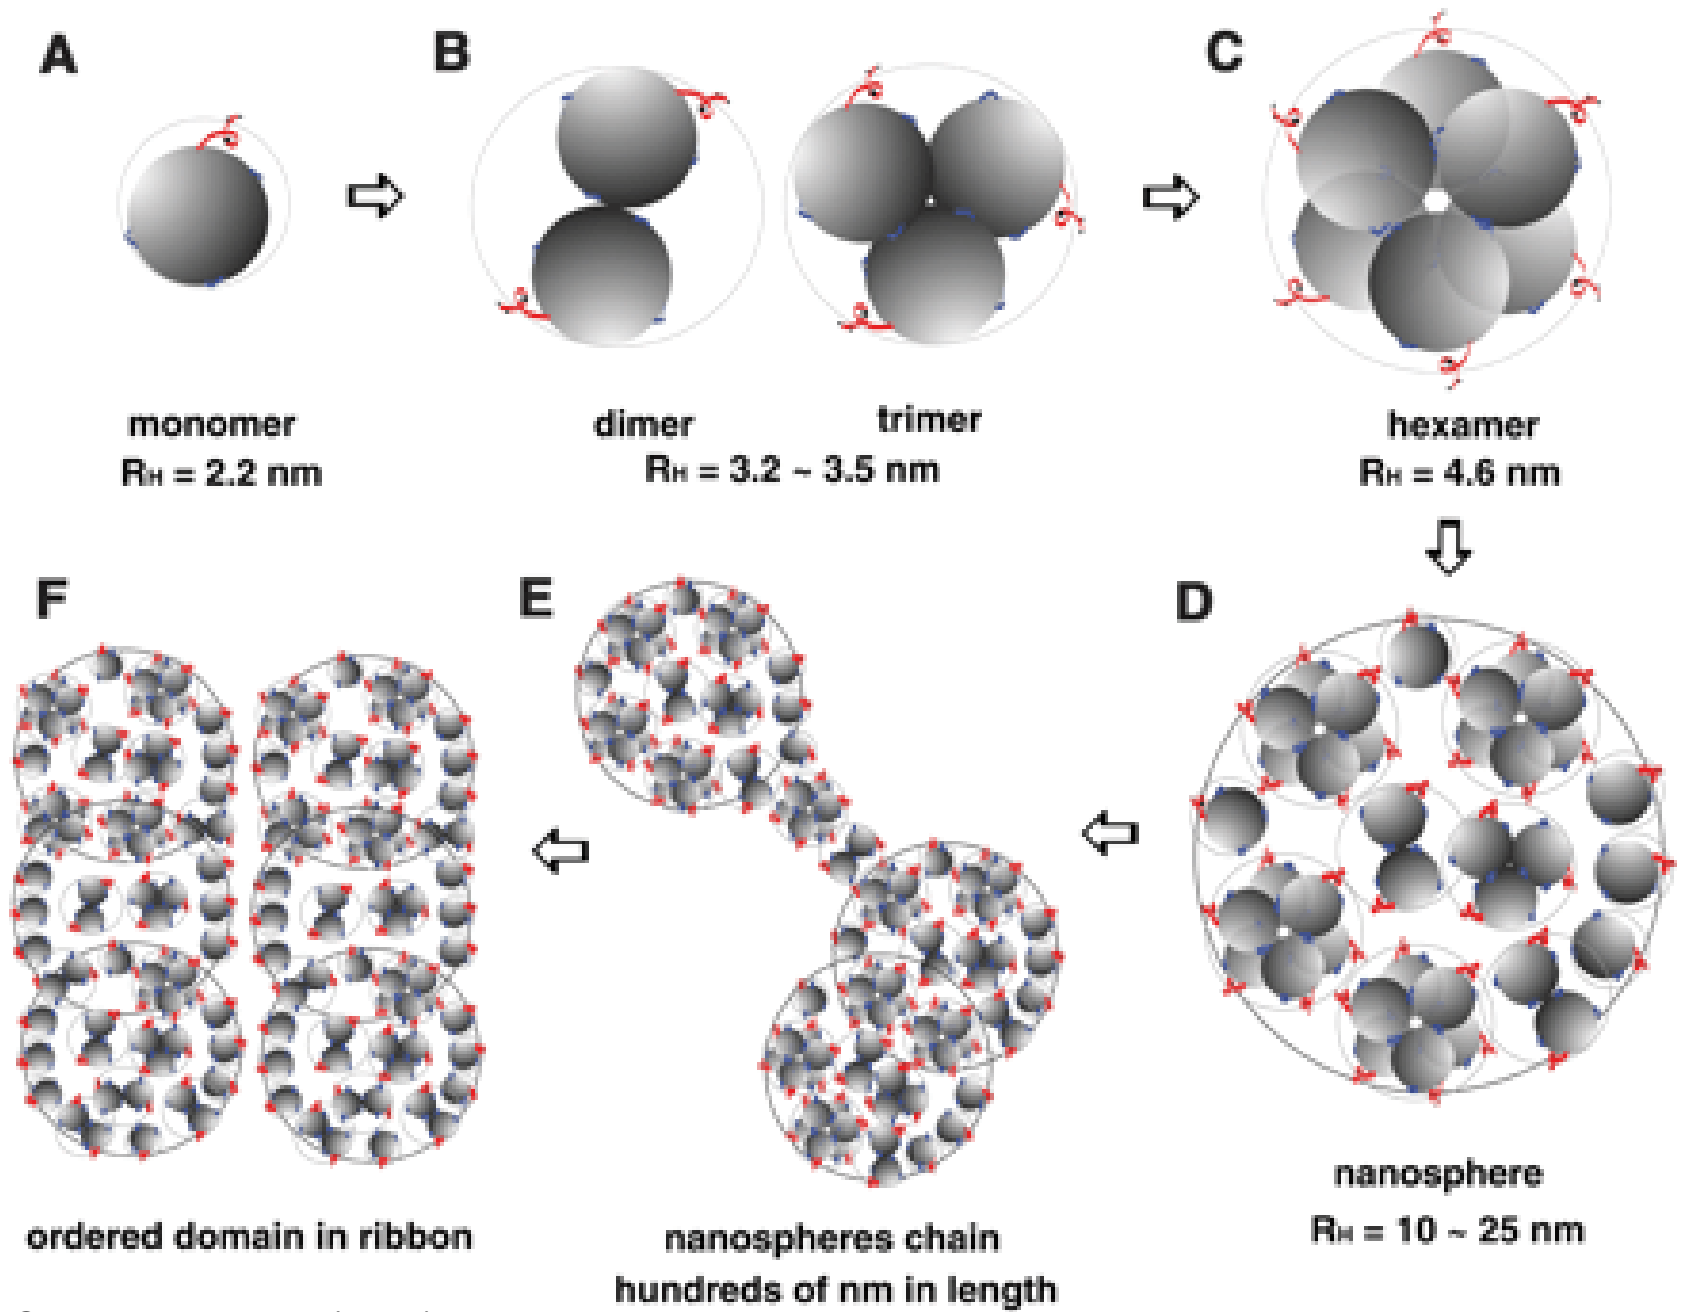 A
B
C
monomer
RH = 2.2 nm
dimer
trimer
RH = 3.2 ~ 3.5 nm
hexamer
RH = 4.6 nm
F
E
D
ordered domain in ribbon
nanospheres chain
hundreds of nm in length
nanosphere
RH = 10 ~ 25 nm